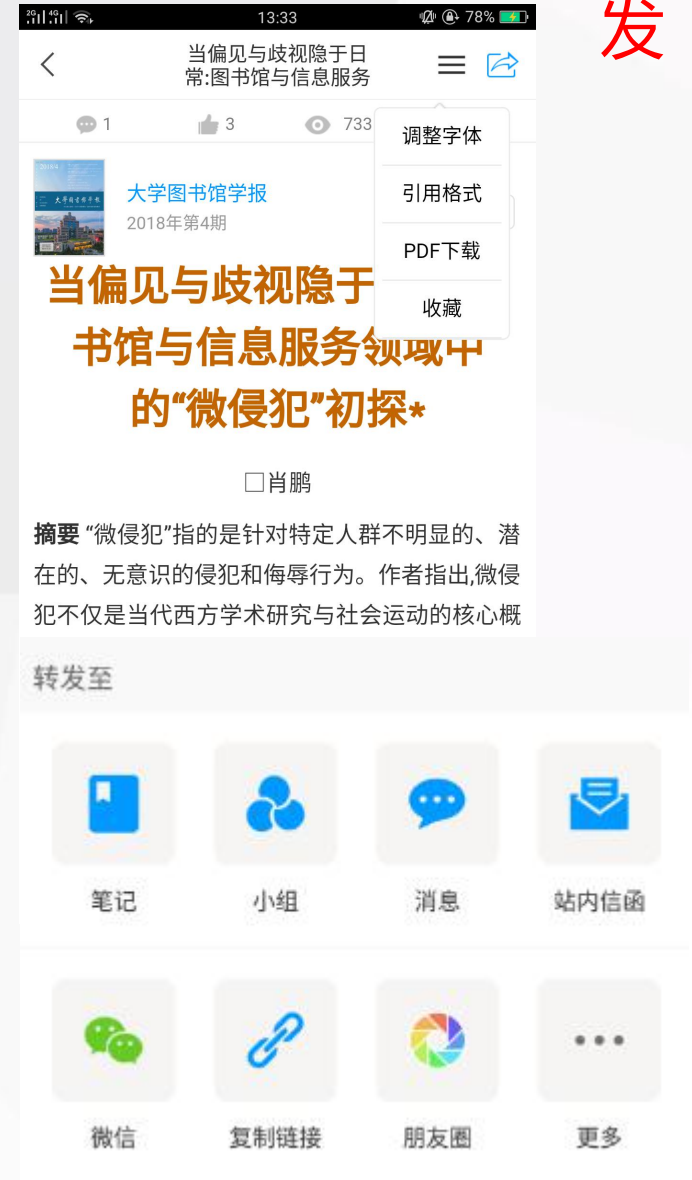 发
2G 4G 13:33 78%
当偏见与歧视隐于日
常:图书馆与信息服务
1 3 733
调整字体
引用格式
PDF下载
收藏
大学图书馆学报
2018年第4期
当偏见与歧视隐于
书馆与信息服务领域中
的“微侵犯”初探*
□肖鹏
摘要 “微侵犯”指的是针对特定人群不明显的、潜
在的、无意识的侵犯和侮辱行为。作者指出,微侵
犯不仅是当代西方学术研究与社会运动的核心概
转发至
笔记 小组 消息 站内信函
微信 复制链接 朋友圈 更多